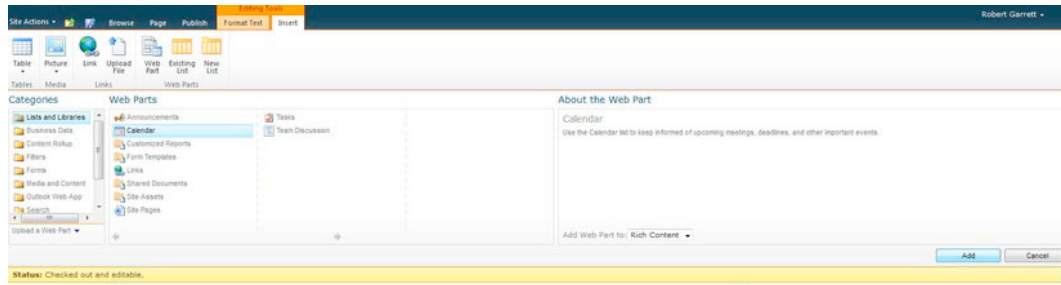 Editing Tools
Robert Garrett
Site Actions Browse Page Publish Format Text Insert
Table Picture Link Upload File Web Part Existing List New List
Tables Media Links Web Parts
Categories Web Parts About the Web Part
Lists and Libraries
Business Data
Content Rollup
Filters
Forms
Media and Content
Outlook Web App
Search
Upload a Web Part
Announcements
Calendar
Customized Reports
Form Templates
Links
Shared Documents
Site Assets
Site Pages
Tasks
Team Discussion
Calendar
Use the Calendar list to keep informed of upcoming meetings, deadlines, and other important events.
Add Web Part to: Rich Content
Add Cancel
Status: Checked out and editable.